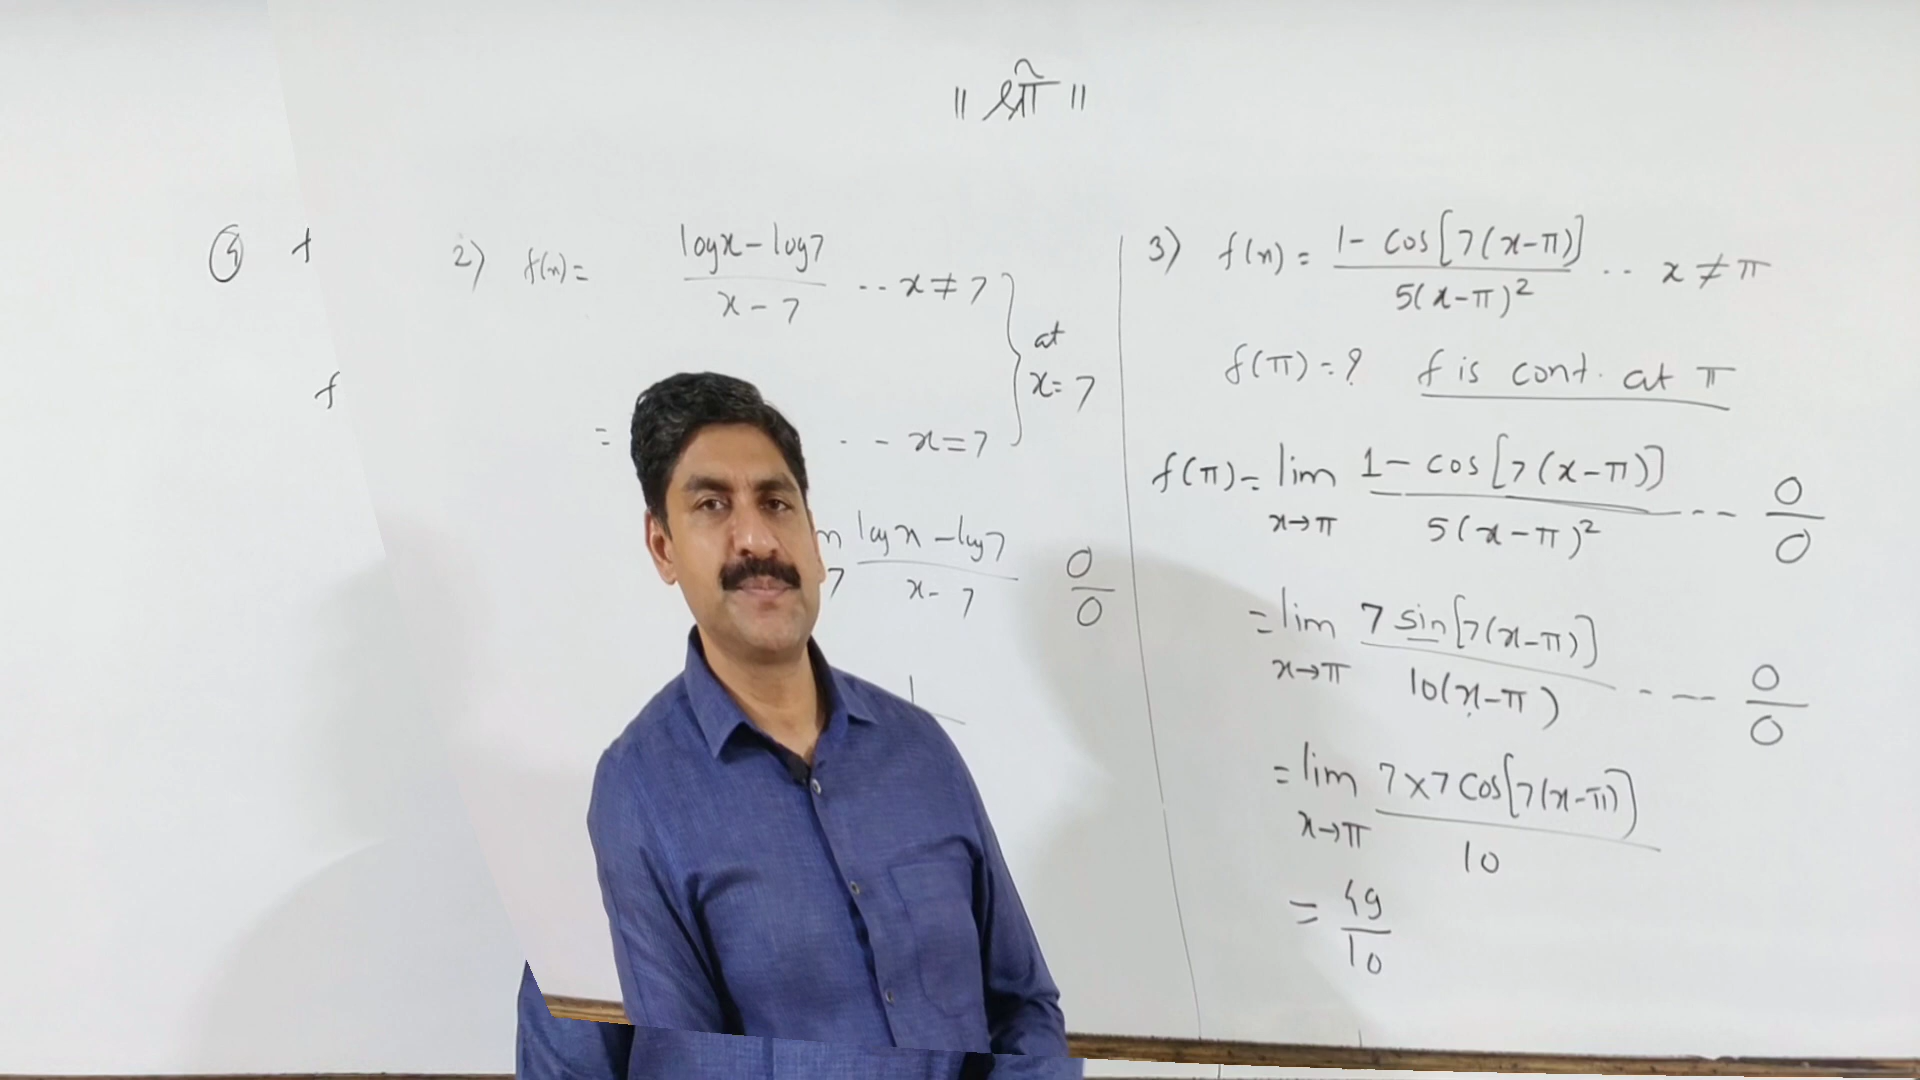 ॥ श्री ॥
④ f
f
2) f(x) = (log x - log 7) / (x - 7) .. x ≠ 7
at x = 7
= .. x = 7
log x - log 7 / x - 7 0/0
1
3) f(x) = (1 - cos[7(x-π)]) / (5(x-π)²) .. x ≠ π
f(π) = ? f is cont. at π
f(π) = lim x→π (1 - cos[7(x-π)]) / (5(x-π)²) --- 0/0
= lim x→π (7 sin[7(x-π)]) / (10(x-π)) ---- 0/0
= lim x→π (7×7 cos[7(x-π)]) / 10
= 49/10